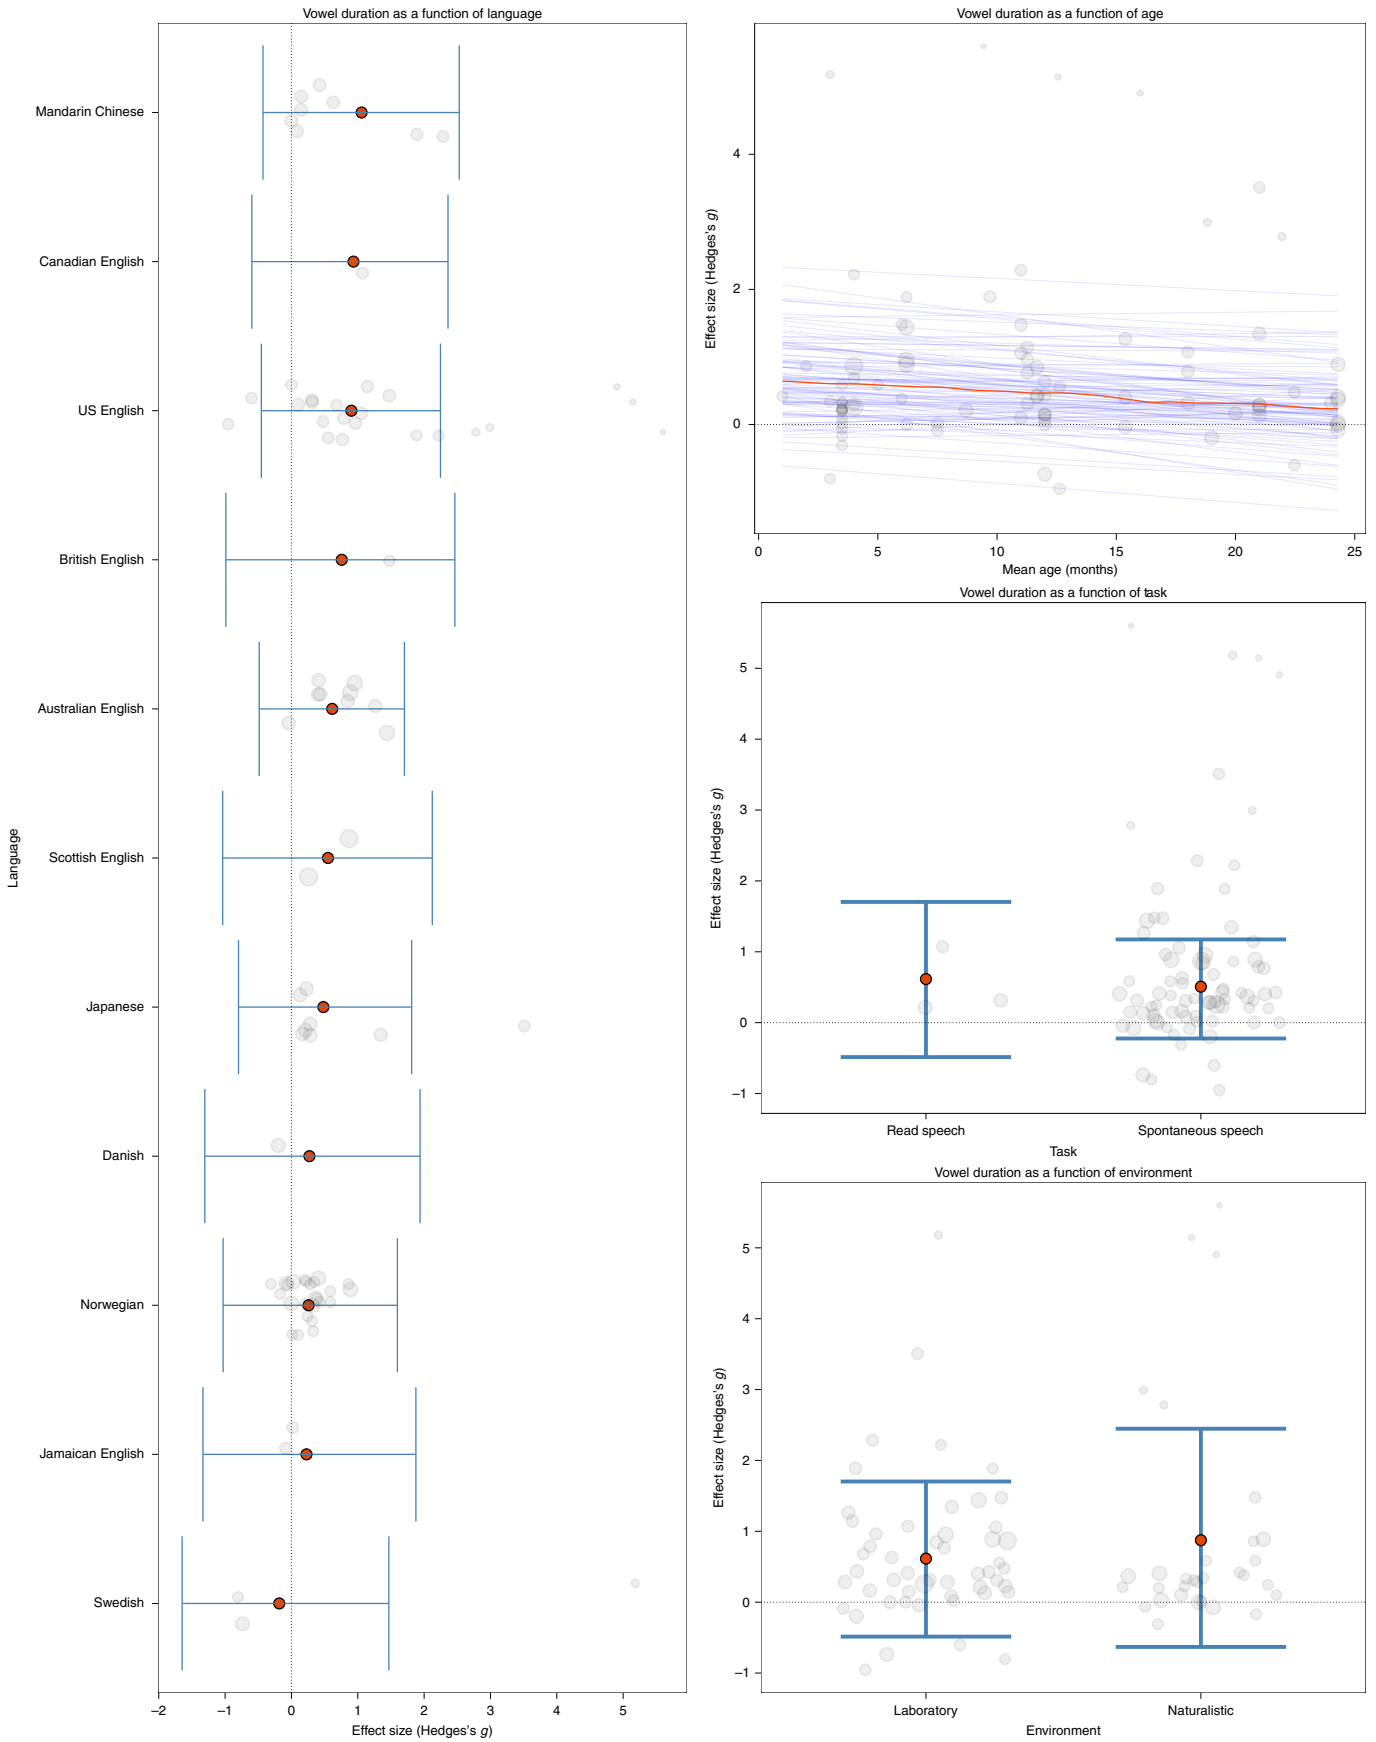 Vowel duration as a function of language
Language
Mandarin Chinese
Canadian English
US English
British English
Australian English
Scottish English
Japanese
Danish
Norwegian
Jamaican English
Swedish
−2 −1 0 1 2 3 4 5
Effect size (Hedges's g)
Vowel duration as a function of age
Effect size (Hedges's g)
4
2
0
0 5 10 15 20 25
Mean age (months)
Vowel duration as a function of task
Effect size (Hedges's g)
5
4
3
2
1
0
−1
Read speech Spontaneous speech
Task
Vowel duration as a function of environment
Effect size (Hedges's g)
5
4
3
2
1
0
−1
Laboratory Naturalistic
Environment